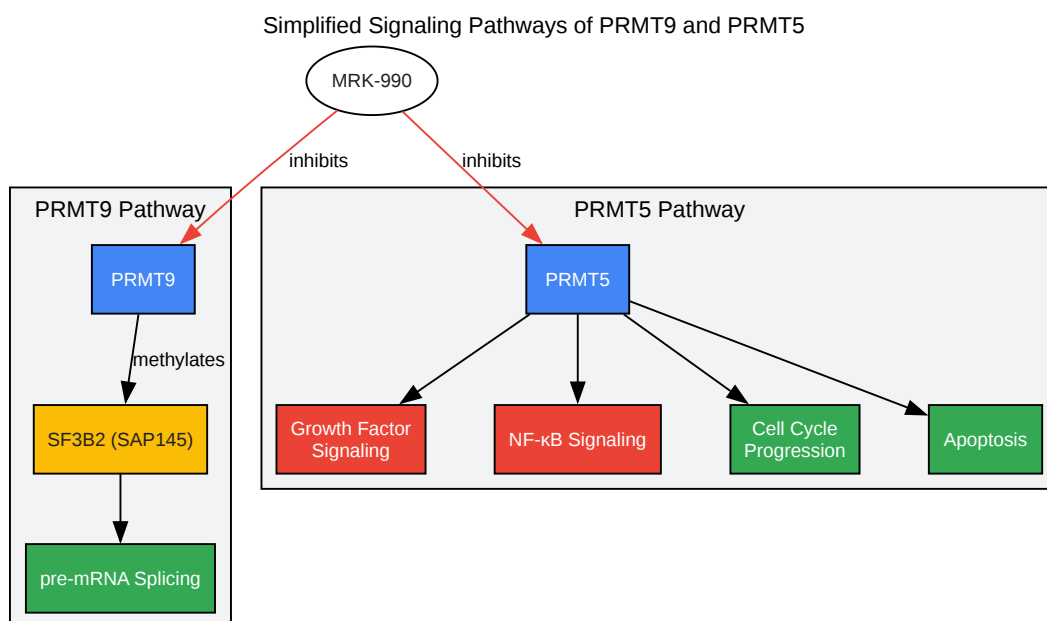 Simplified Signaling Pathways of PRMT9 and PRMT5
MRK-990
inhibits
inhibits
PRMT9 Pathway
PRMT9
methylates
SF3B2 (SAP145)
pre-mRNA Splicing
PRMT5 Pathway
PRMT5
Growth Factor
Signaling
NF-κB Signaling
Cell Cycle
Progression
Apoptosis